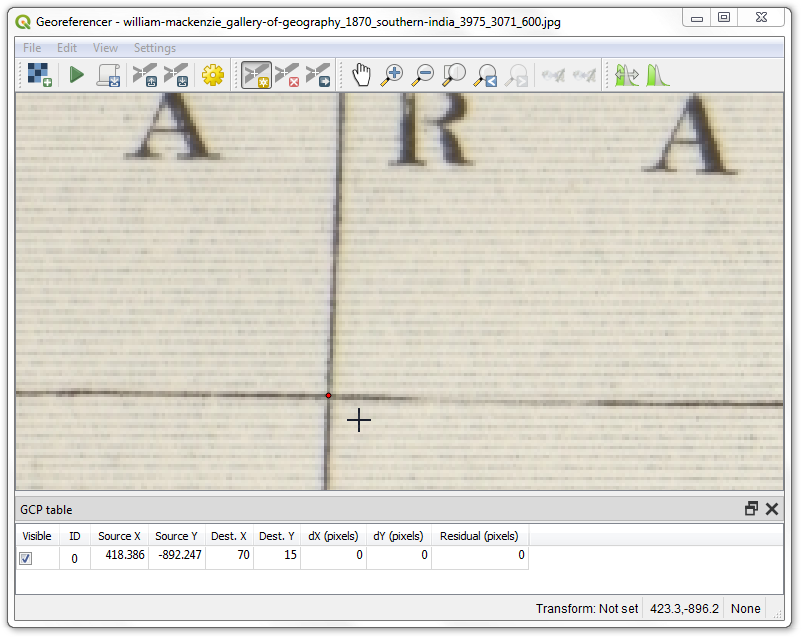 Georeferencer - william-mackenzie_gallery-of-geography_1870_southern-india_3975_3071_600.jpg
File Edit View Settings
A R A
GCP table
Visible ID Source X Source Y Dest. X Dest. Y dX (pixels) dY (pixels) Residual (pixels)
0 418.386 -892.247 70 15 0 0 0
Transform: Not set 423.3,-896.2 None